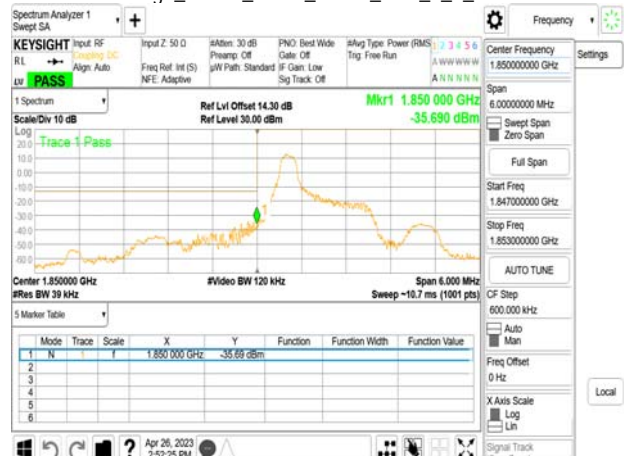 Spectrum Analyzer 1
Swept SA
+
Frequency
KEYSIGHT
Input: RF
Coupling: DC
Align: Auto
Input Z: 50 Ω
Freq Ref: Int (S)
NFE: Adaptive
#Atten: 30 dB
Preamp: Off
µW Path: Standard
PNO: Best Wide
Gate: Off
IF Gain: Low
Sig Track: Off
#Avg Type: Power (RMS
Trig: Free Run
1 2 3 4 5 6
A W W W W W
A N N N N N
RL
PASS
Center Frequency
1.850000000 GHz
Settings
Span
6.00000000 MHz
Swept Span
Zero Span
Full Span
Start Freq
1.847000000 GHz
Stop Freq
1.853000000 GHz
AUTO TUNE
CF Step
600.000 kHz
Auto
Man
Freq Offset
0 Hz
X Axis Scale
Log
Lin
Signal Track
Local
1 Spectrum
Scale/Div 10 dB
Ref Lvl Offset 14.30 dB
Ref Level 30.00 dBm
Mkr1 1.850 000 GHz
-35.690 dBm
Log
Trace 1 Pass
20.0
10.0
0.00
-10.0
-20.0
-30.0
-40.0
-50.0
-60.0
1
Center 1.850000 GHz
#Video BW 120 kHz
Span 6.000 MHz
#Res BW 39 kHz
Sweep ~10.7 ms (1001 pts)
5 Marker Table
Mode Trace Scale X Y Function Function Width Function Value
1 N 1 f 1.850 000 GHz -35.69 dBm
2
3
4
5
6
?
Apr 26, 2023
2:52:25 PM